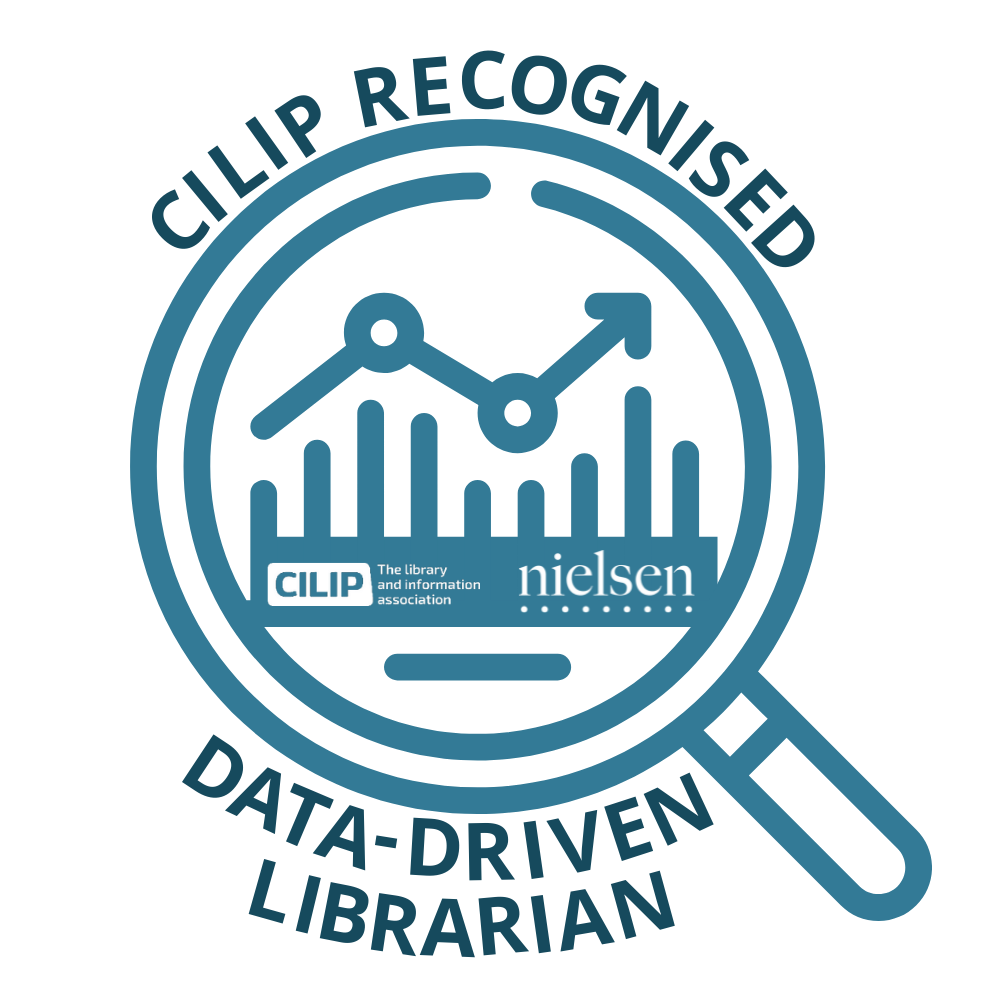 CILIP RECOGNISED
CILIP
The library
and information
association
nielsen
DATA-DRIVEN
LIBRARIAN